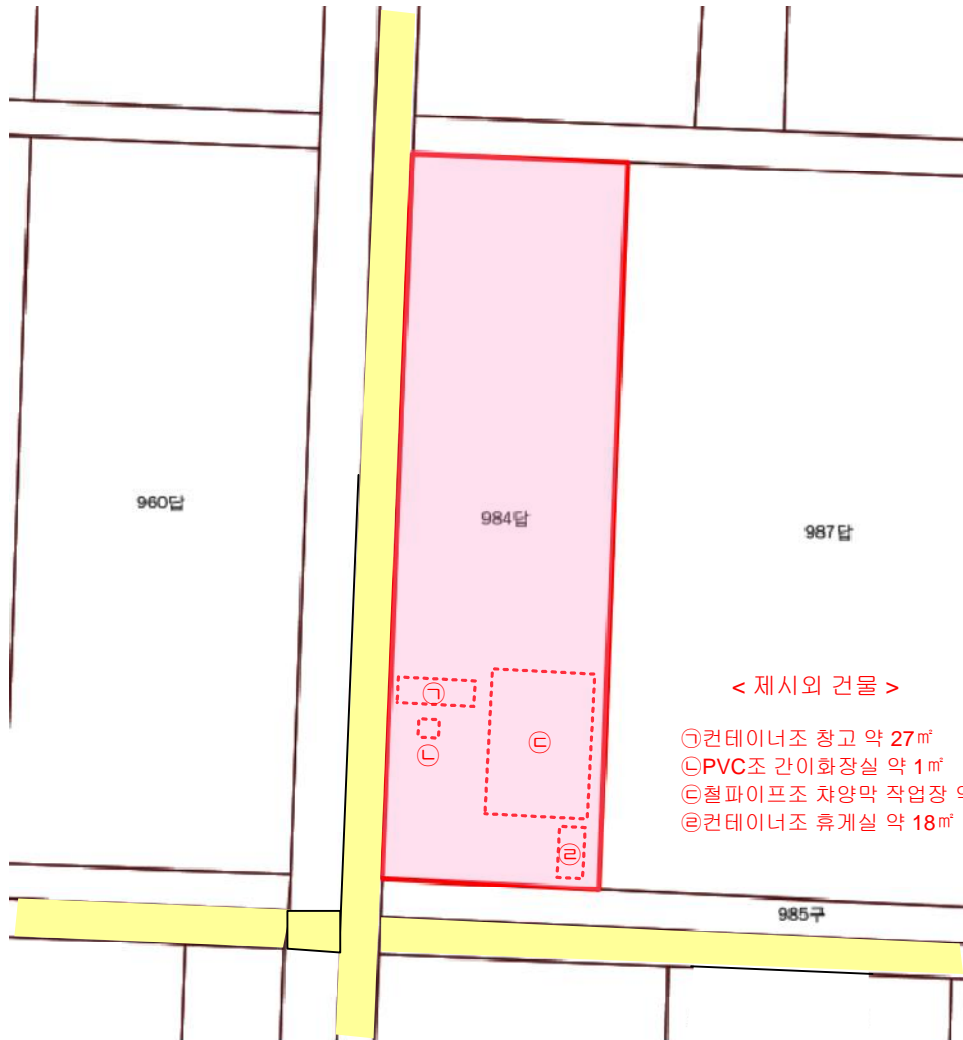 960답
984답
987답
< 제시외 건물 >
㉠컨테이너조 창고 약 27㎡
㉡PVC조 간이화장실 약 1㎡
㉢철파이프조 차양막 작업장 약
㉣컨테이너조 휴게실 약 18㎡
㉠
㉡
㉢
㉣
985구